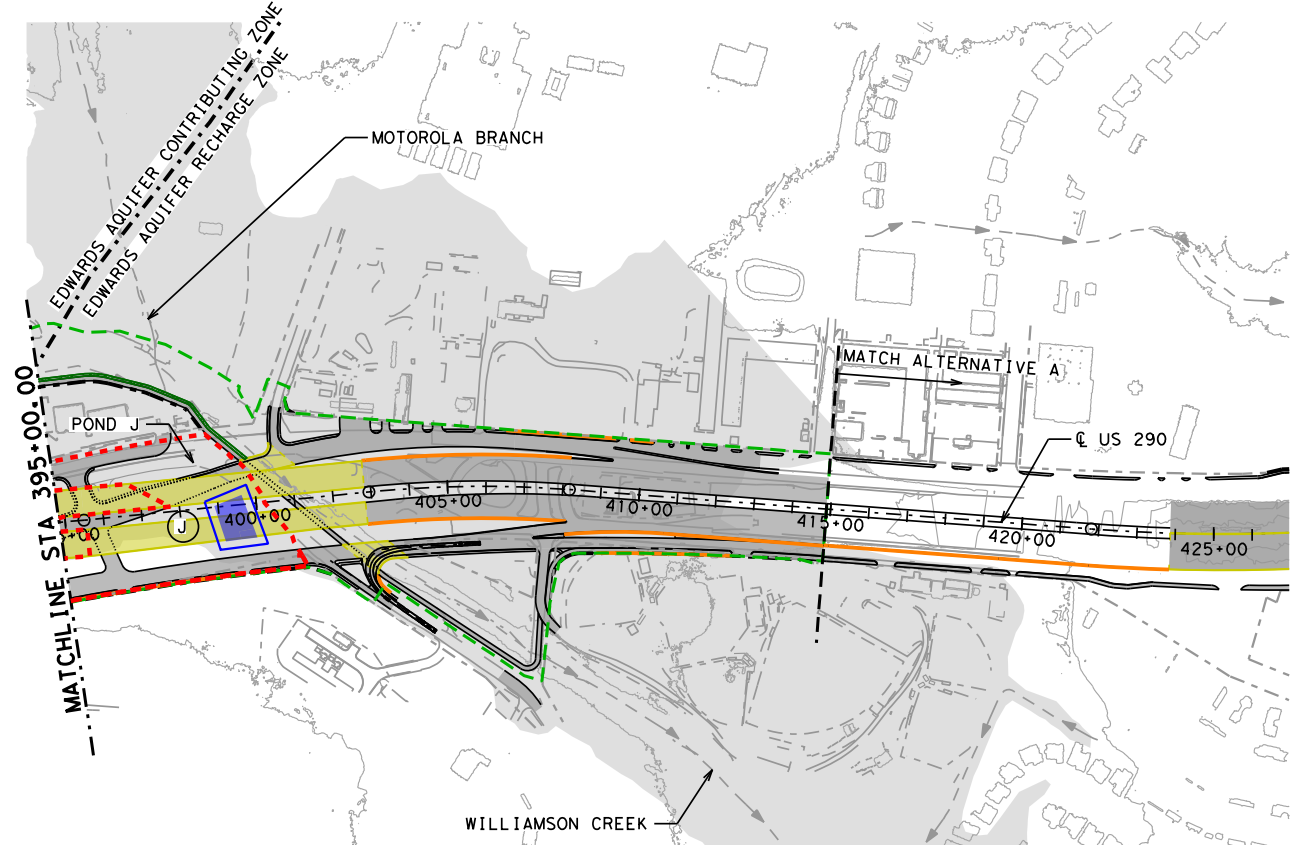 EDWARDS AQUIFER CONTRIBUTING ZONE
EDWARDS AQUIFER RECHARGE ZONE
MOTOROLA BRANCH
MATCH ALTERNATIVE A
POND J
℄ US 290
MATCHLINE STA 395+00.00
+00
J
400+00
405+00
410+00
415+00
420+00
425+00
WILLIAMSON CREEK